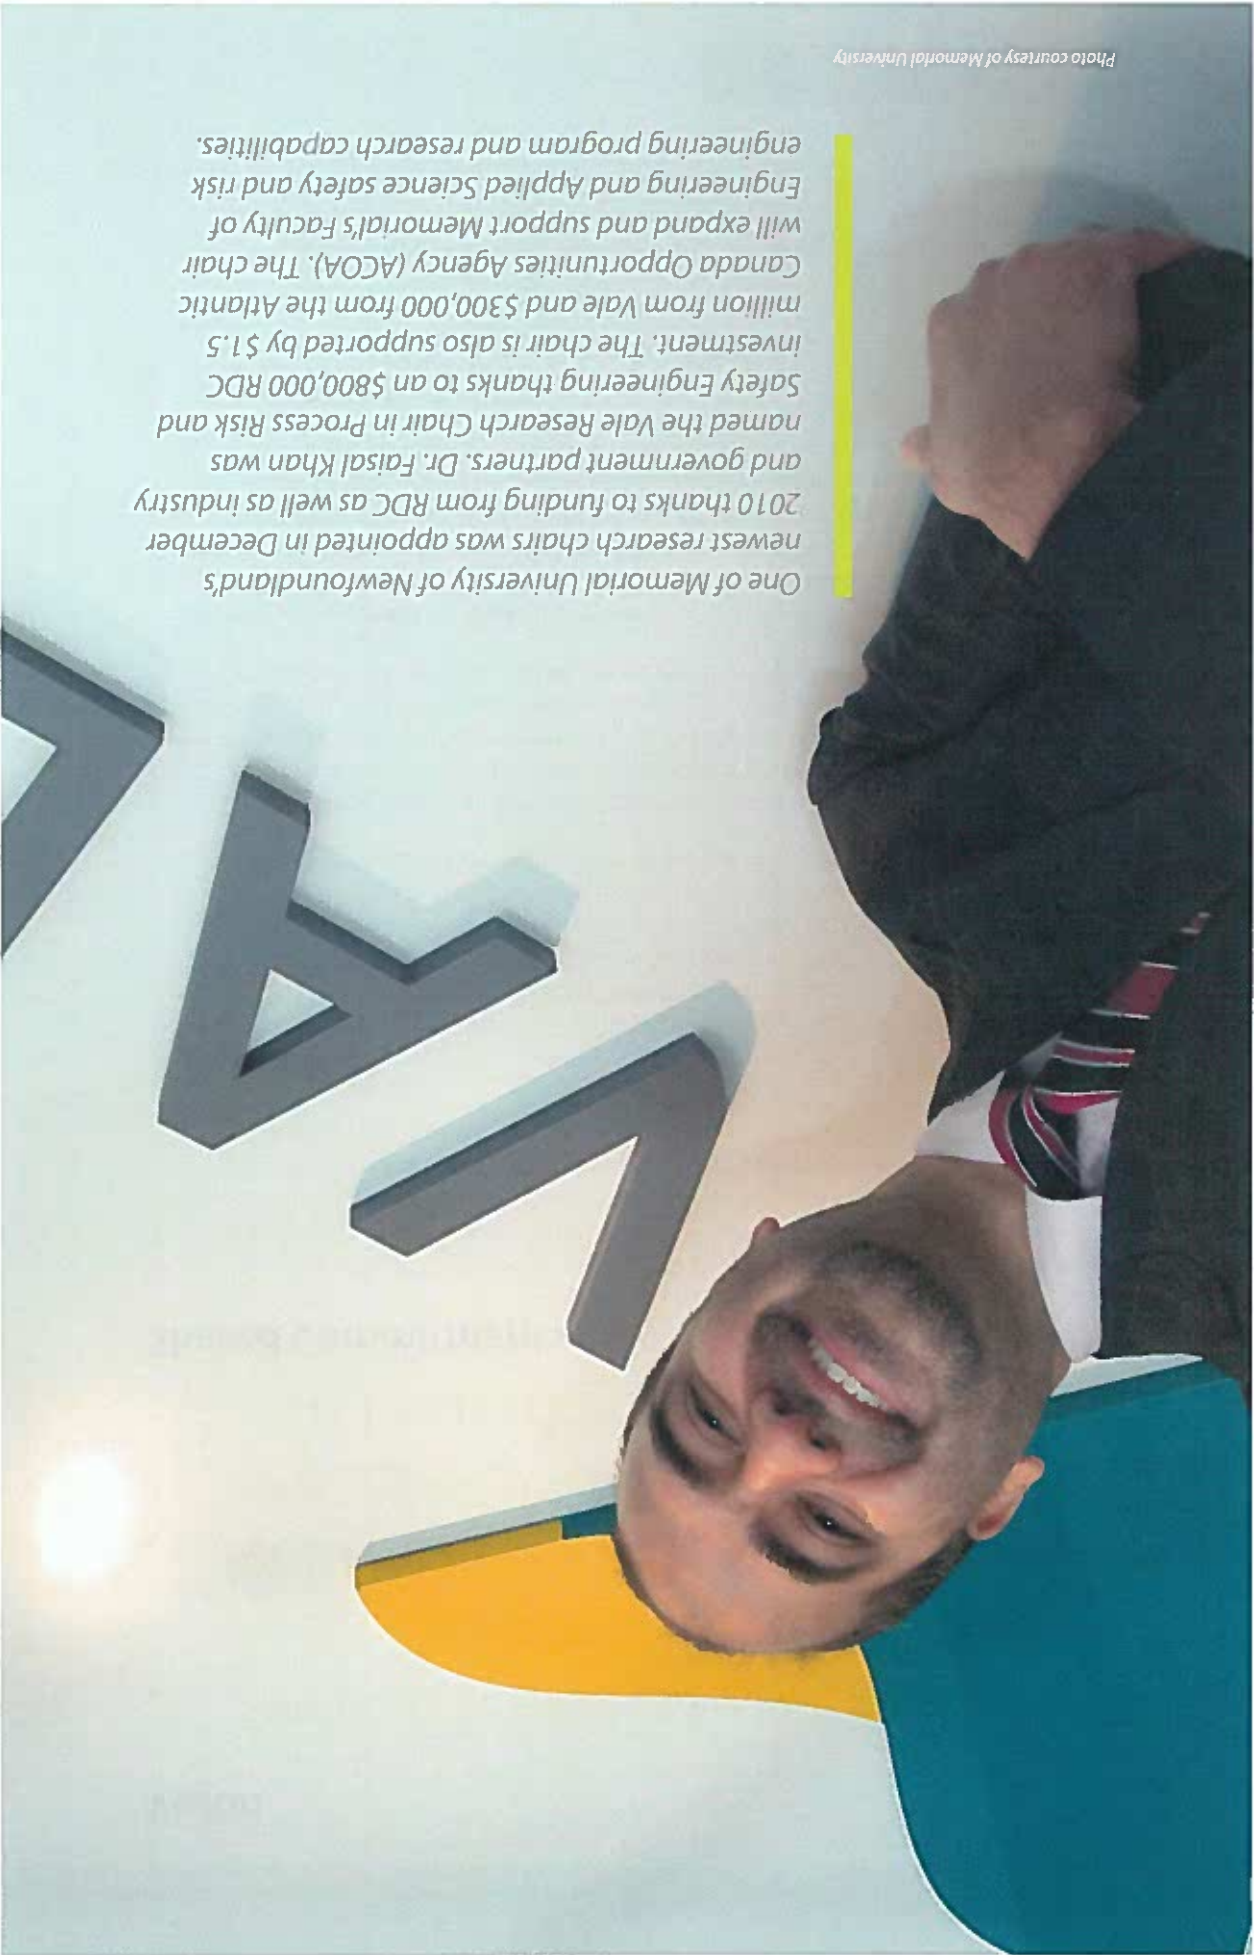 VAL
One of Memorial University of Newfoundland's
newest research chairs was appointed in December
2010 thanks to funding from RDC as well as industry
and government partners. Dr. Faisal Khan was
named the Vale Research Chair in Process Risk and
Safety Engineering thanks to an $800,000 RDC
investment. The chair is also supported by $1.5
million from Vale and $300,000 from the Atlantic
Canada Opportunities Agency (ACOA). The chair
will expand and support Memorial's Faculty of
Engineering and Applied Science safety and risk
engineering program and research capabilities.
Photo courtesy of Memorial University